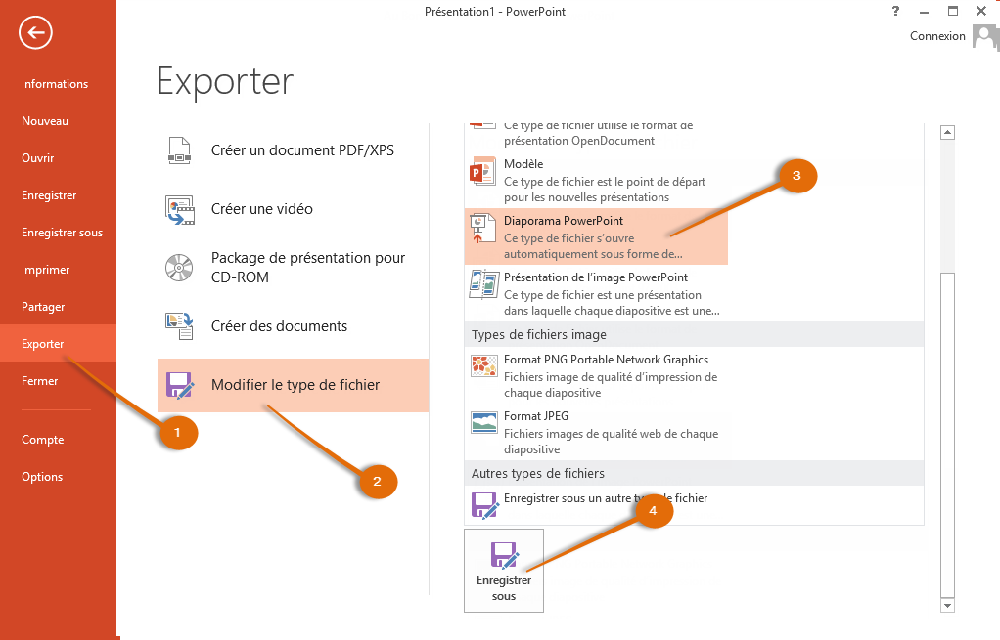 Présentation1 - PowerPoint
?
Connexion
Informations
Nouveau
Ouvrir
Enregistrer
Enregistrer sous
Imprimer
Partager
Exporter
Fermer
Compte
Options
Exporter
Créer un document PDF/XPS
Créer une vidéo
Package de présentation pour
CD-ROM
Créer des documents
Modifier le type de fichier
1
2
Ce type de fichier utilise le format de
présentation OpenDocument
Modèle
Ce type de fichier est le point de départ
pour les nouvelles présentations
3
Diaporama PowerPoint
Ce type de fichier s'ouvre
automatiquement sous forme de...
Présentation de l'image PowerPoint
Ce type de fichier est une présentation
dans laquelle chaque diapositive est une...
Types de fichiers image
Format PNG Portable Network Graphics
Fichiers image de qualité d'impression de
chaque diapositive
Format JPEG
Fichiers images de qualité web de chaque
diapositive
Autres types de fichiers
Enregistrer sous un autre type de fichier
4
Enregistrer
sous